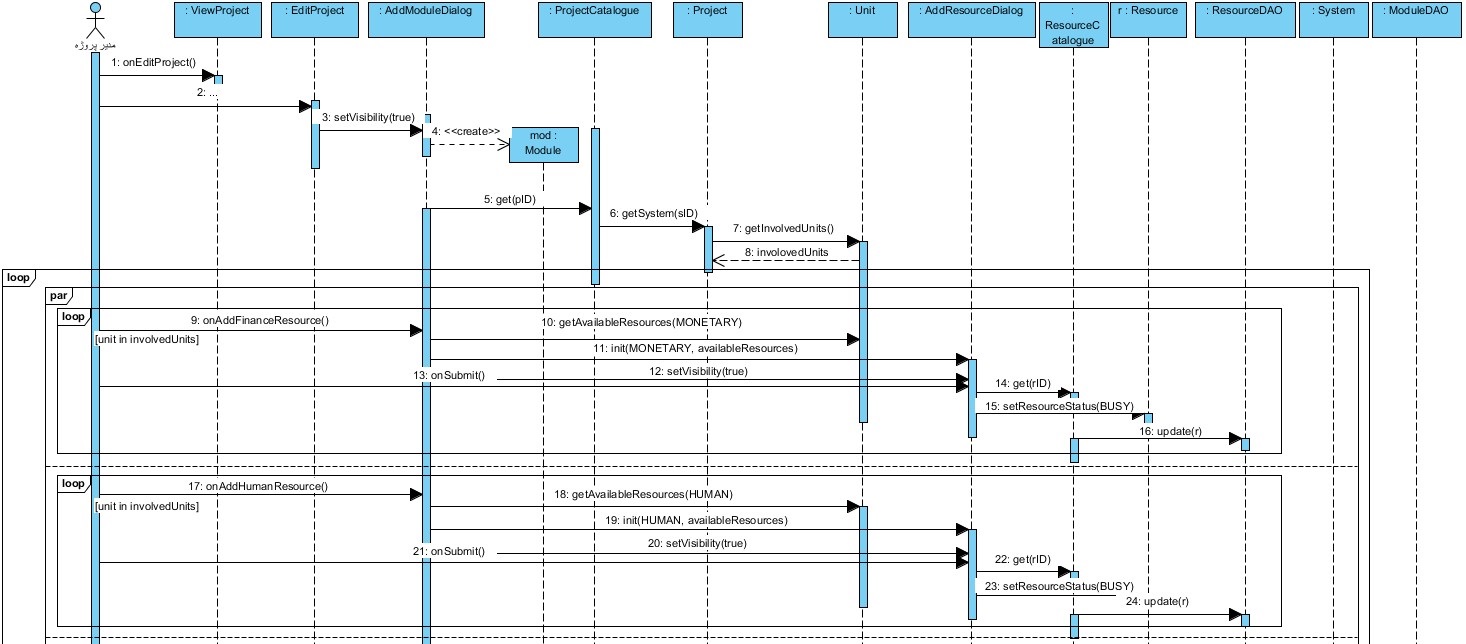 : ViewProject
: EditProject
: AddModuleDialog
: ProjectCatalogue
: Project
: Unit
: AddResourceDialog
:
ResourceC
atalogue
r : Resource
: ResourceDAO
: System
: ModuleDAO
مدیر پروژه
1: onEditProject()
2: ...
3: setVisibility(true)
4: <<create>>
mod :
Module
5: get(pID)
6: getSystem(sID)
7: getInvolvedUnits()
8: involovedUnits
loop
par
loop
9: onAddFinanceResource()
[unit in involvedUnits]
10: getAvailableResources(MONETARY)
11: init(MONETARY, availableResources)
12: setVisibility(true)
13: onSubmit()
14: get(rID)
15: setResourceStatus(BUSY)
16: update(r)
loop
17: onAddHumanResource()
[unit in involvedUnits]
18: getAvailableResources(HUMAN)
19: init(HUMAN, availableResources)
20: setVisibility(true)
21: onSubmit()
22: get(rID)
23: setResourceStatus(BUSY)
24: update(r)